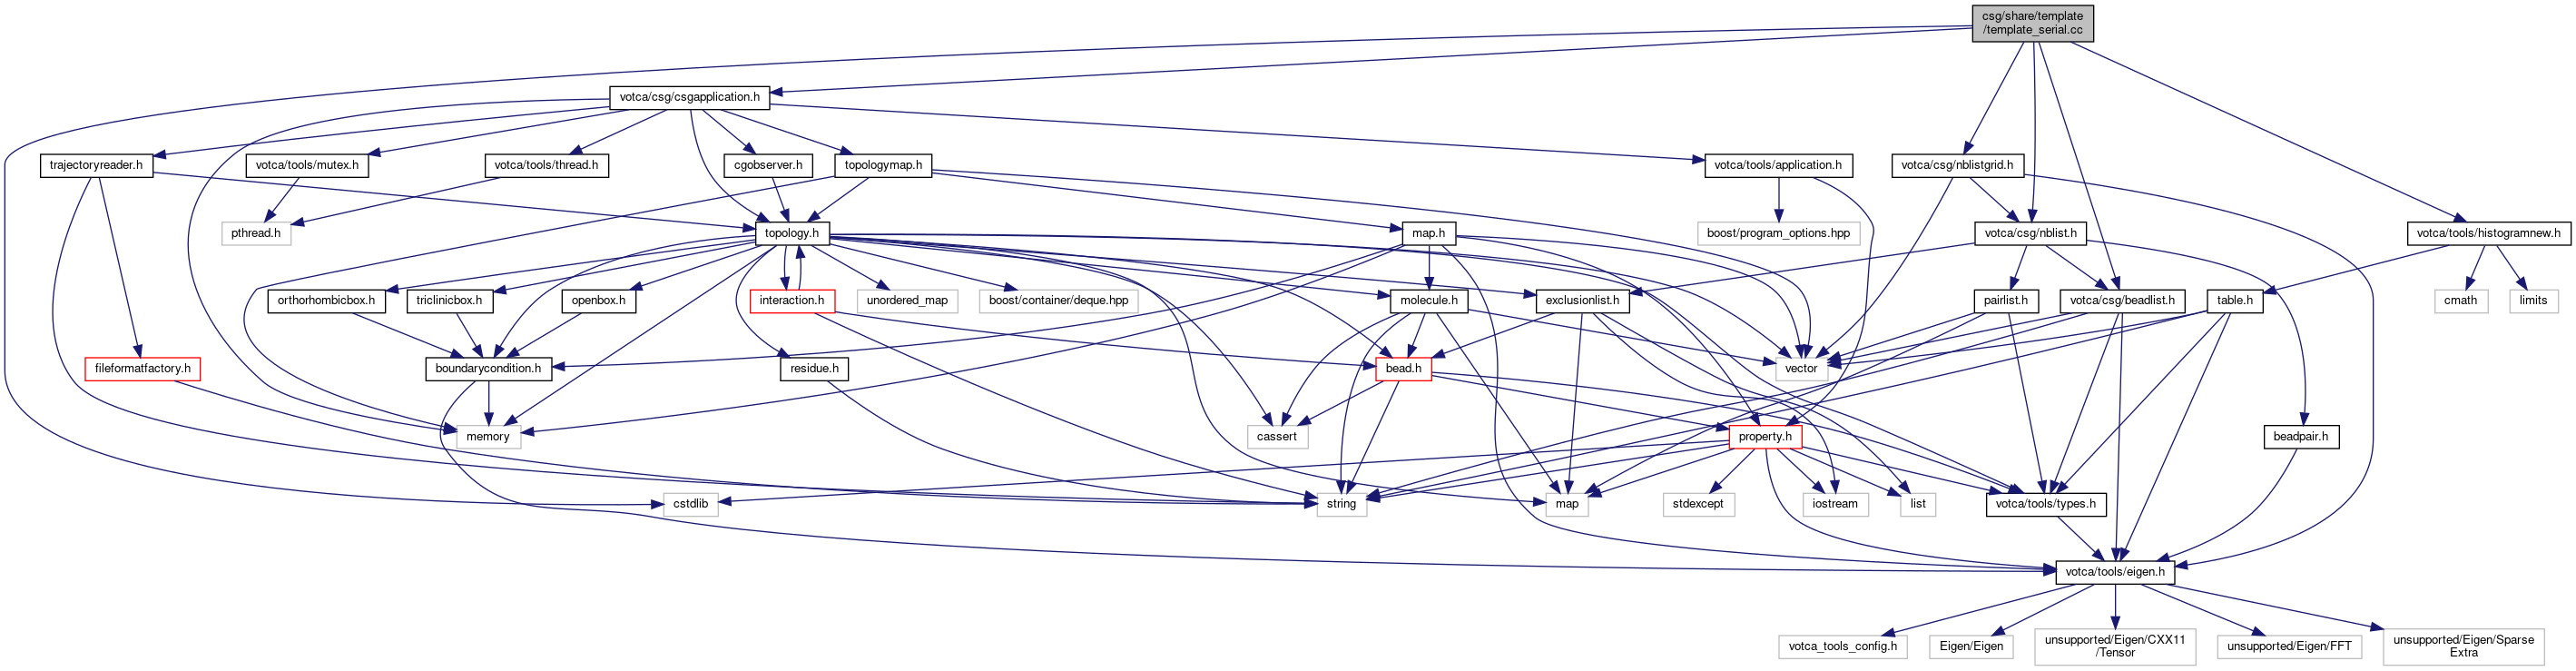 csg/share/template
/template_serial.cc
votca/csg/csgapplication.h
trajectoryreader.h
votca/tools/mutex.h
votca/tools/thread.h
cgobserver.h
topologymap.h
votca/tools/application.h
votca/csg/nblistgrid.h
pthread.h
topology.h
boost/program_options.hpp
map.h
votca/csg/nblist.h
votca/tools/histogramnew.h
orthorhombicbox.h
triclinicbox.h
openbox.h
interaction.h
unordered_map
boost/container/deque.hpp
molecule.h
exclusionlist.h
pairlist.h
votca/csg/beadlist.h
table.h
cmath
limits
fileformatfactory.h
boundarycondition.h
residue.h
bead.h
vector
memory
cassert
property.h
beadpair.h
cstdlib
string
map
stdexcept
iostream
list
votca/tools/types.h
votca/tools/eigen.h
votca_tools_config.h
Eigen/Eigen
unsupported/Eigen/CXX11
/Tensor
unsupported/Eigen/FFT
unsupported/Eigen/Sparse
Extra